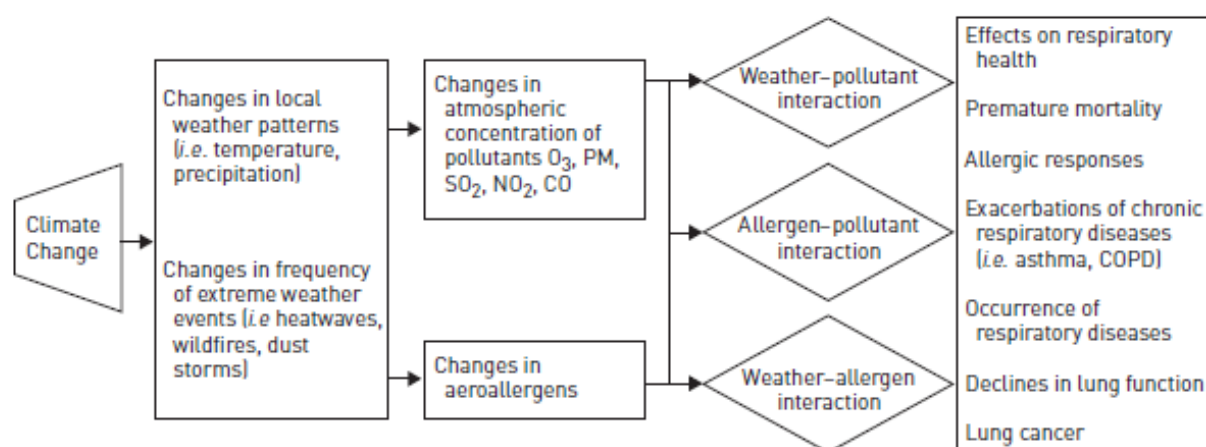 Climate
Change
Changes in local
weather patterns
(i.e. temperature,
precipitation)
Changes in frequency
of extreme weather
events (i.e heatwaves,
wildfires, dust
storms)
Changes in
atmospheric
concentration of
pollutants O₃, PM,
SO₂, NO₂, CO
Changes in
aeroallergens
Weather–pollutant
interaction
Allergen–pollutant
interaction
Weather–allergen
interaction
Effects on respiratory
health
Premature mortality
Allergic responses
Exacerbations of chronic
respiratory diseases
(i.e. asthma, COPD)
Occurrence of
respiratory diseases
Declines in lung function
Lung cancer